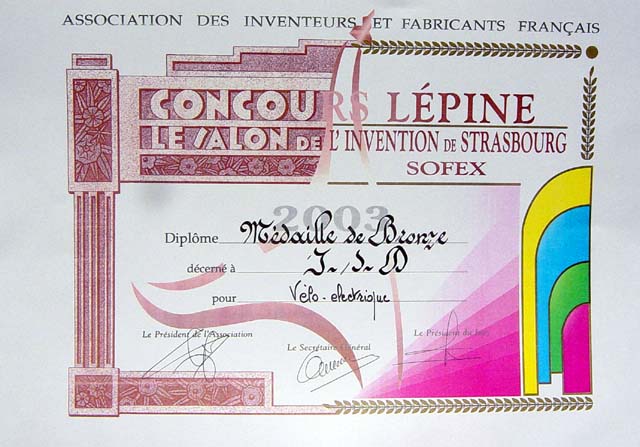 ASSOCIATION DES INVENTEURS ET FABRICANTS FRANÇAIS
CONCOURS LÉPINE
LE SALON DE L'INVENTION DE STRASBOURG
SOFEX
2003
Diplôme Médaille de Bronze
décerné à
pour Vélo-electrique
Le Président de l'Association
Le Secrétaire Général
Le Président du Jury